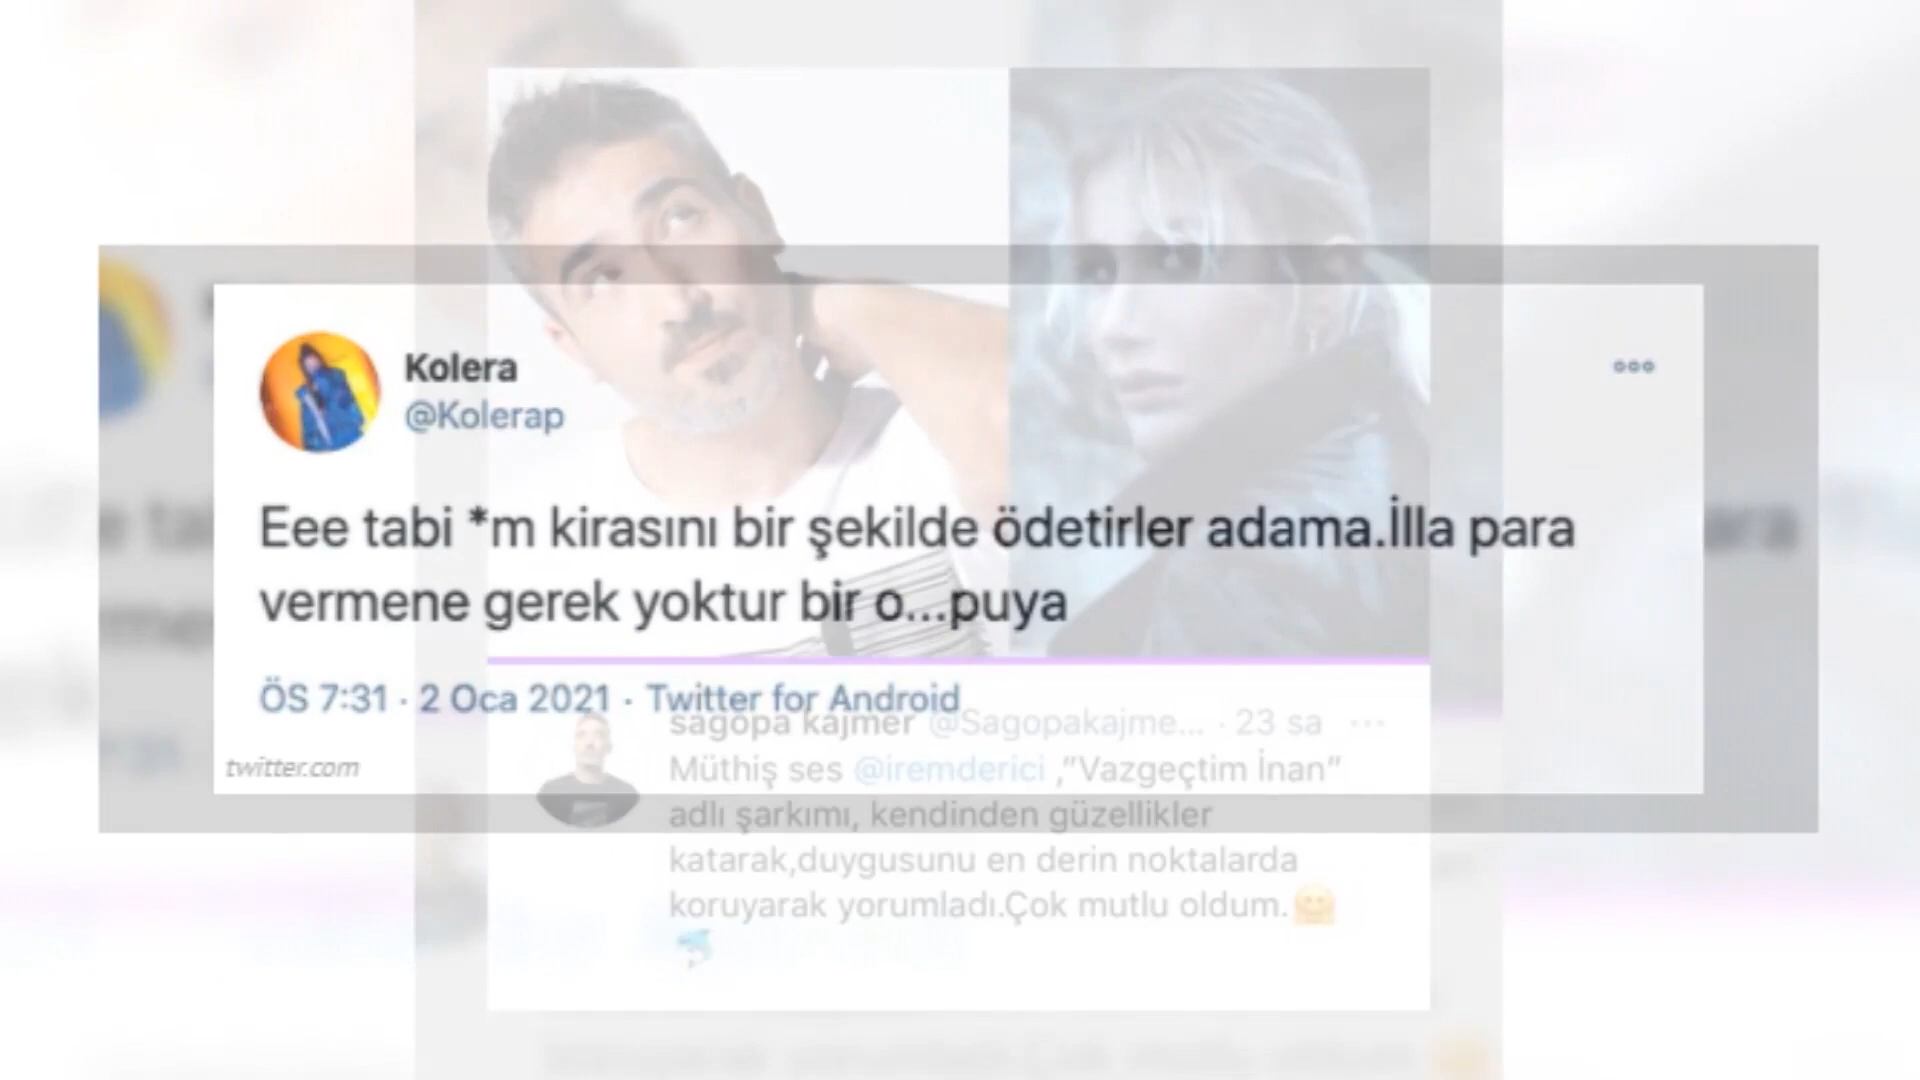 Kolera
@Kolerap
Eee tabi *m kirasını bir şekilde ödetirler adama.İlla para
vermene gerek yoktur bir o...puya
ÖS 7:31 · 2 Oca 2021 · Twitter for Android
twitter.com
sagopa kajmer @Sagopakajme... · 23 sa
Müthiş ses @iremderici ,”Vazgeçtim İnan”
adlı şarkımı, kendinden güzellikler
katarak,duygusunu en derin noktalarda
koruyarak yorumladı.Çok mutlu oldum.🤗
🐬